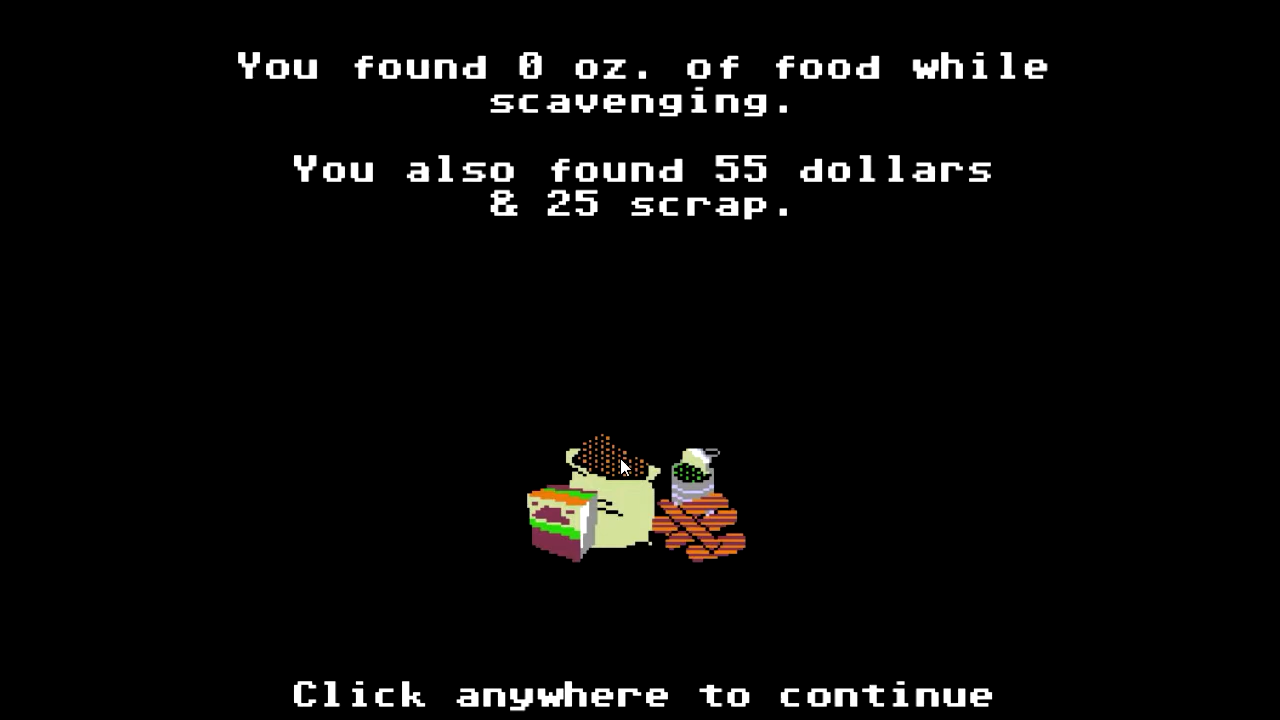 You found 0 oz. of food while
scavenging.
You also found 55 dollars
& 25 scrap.
Click anywhere to continue